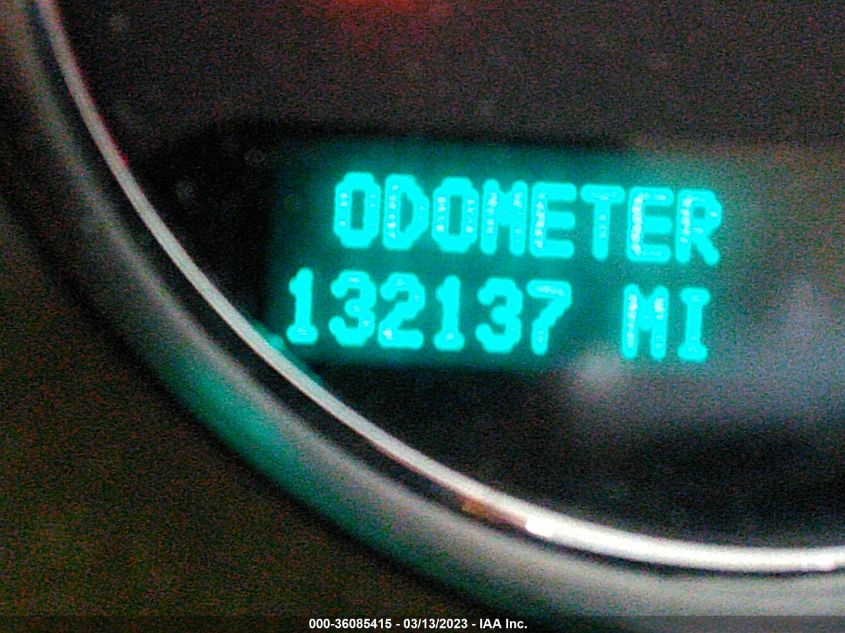 ODOMETER
132137 MI
000-36085415 - 03/13/2023 - IAA Inc.